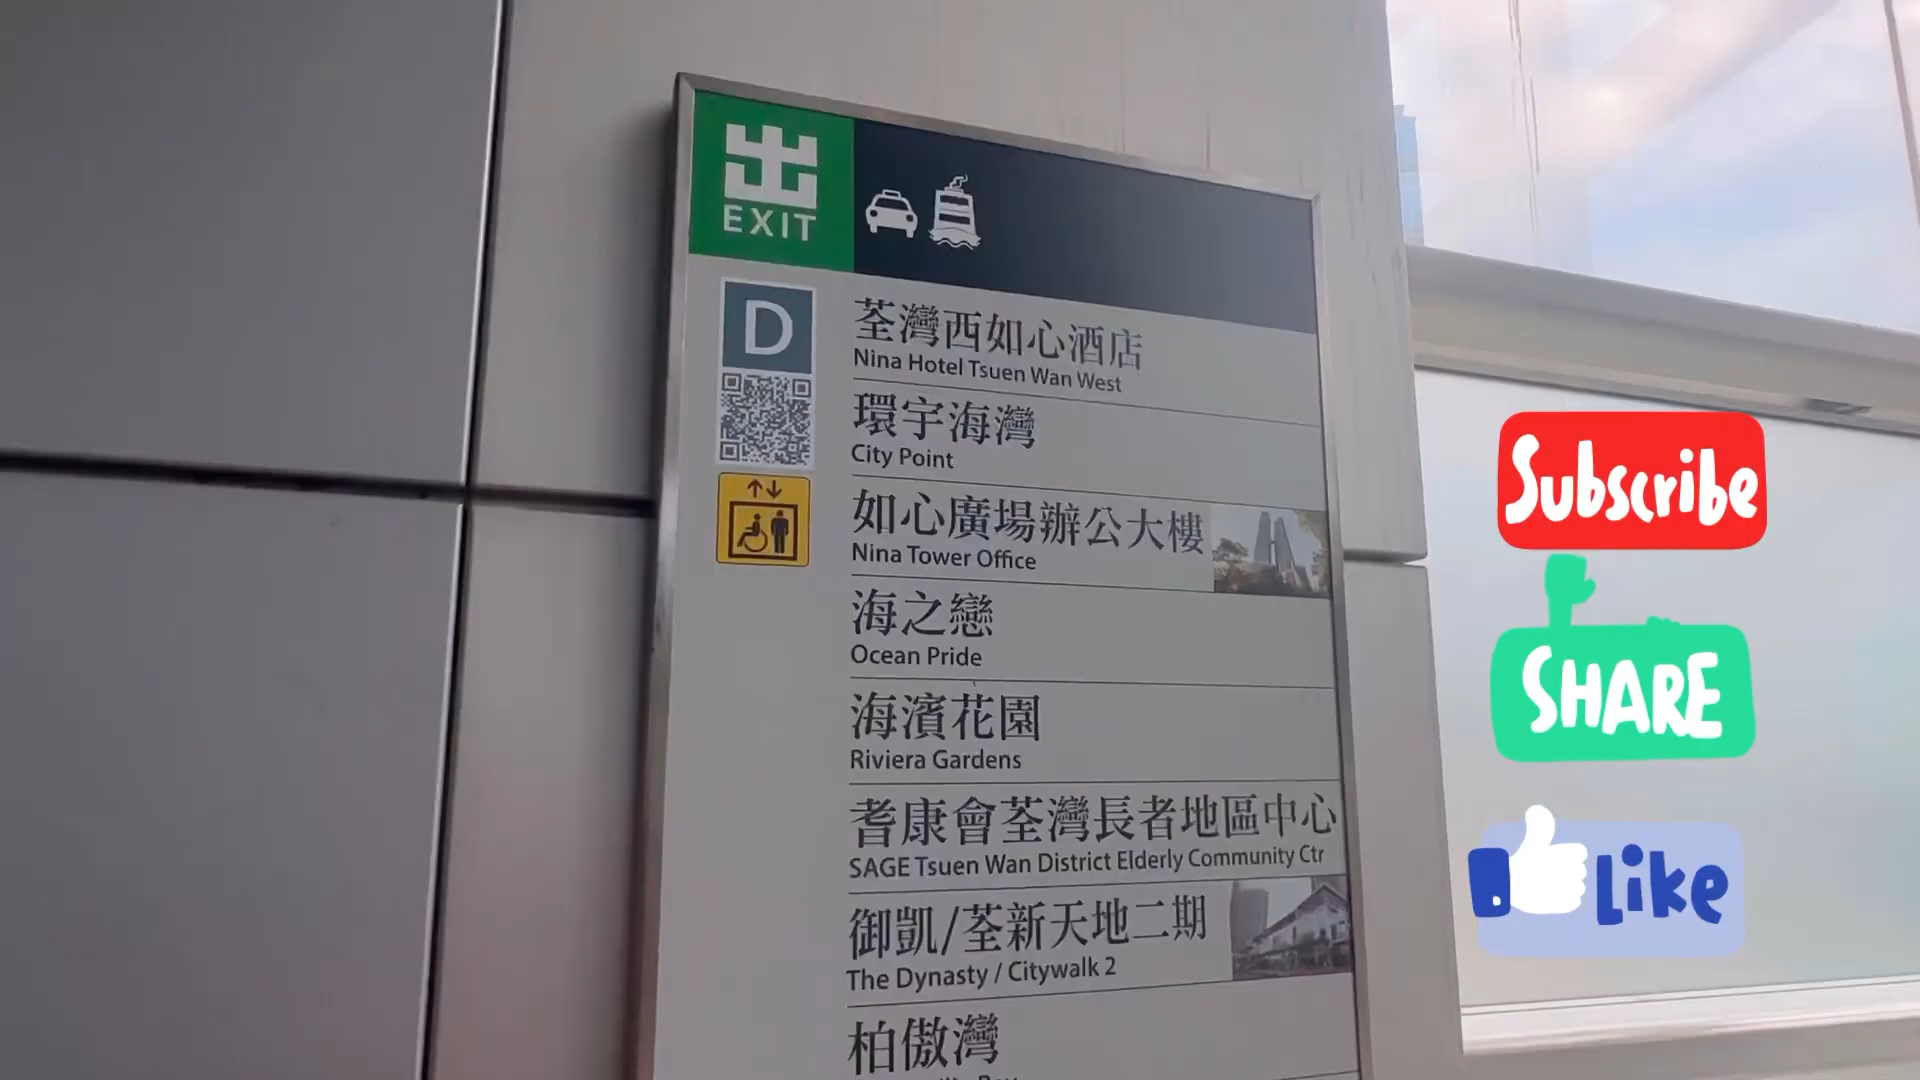 出
EXIT
D
荃灣西如心酒店
Nina Hotel Tsuen Wan West
環宇海灣
City Point
如心廣場辦公大樓
Nina Tower Office
海之戀
Ocean Pride
海濱花園
Riviera Gardens
耆康會荃灣長者地區中心
SAGE Tsuen Wan District Elderly Community Ctr
御凱/荃新天地二期
The Dynasty / Citywalk 2
柏傲灣
Subscribe
SHARE
Like